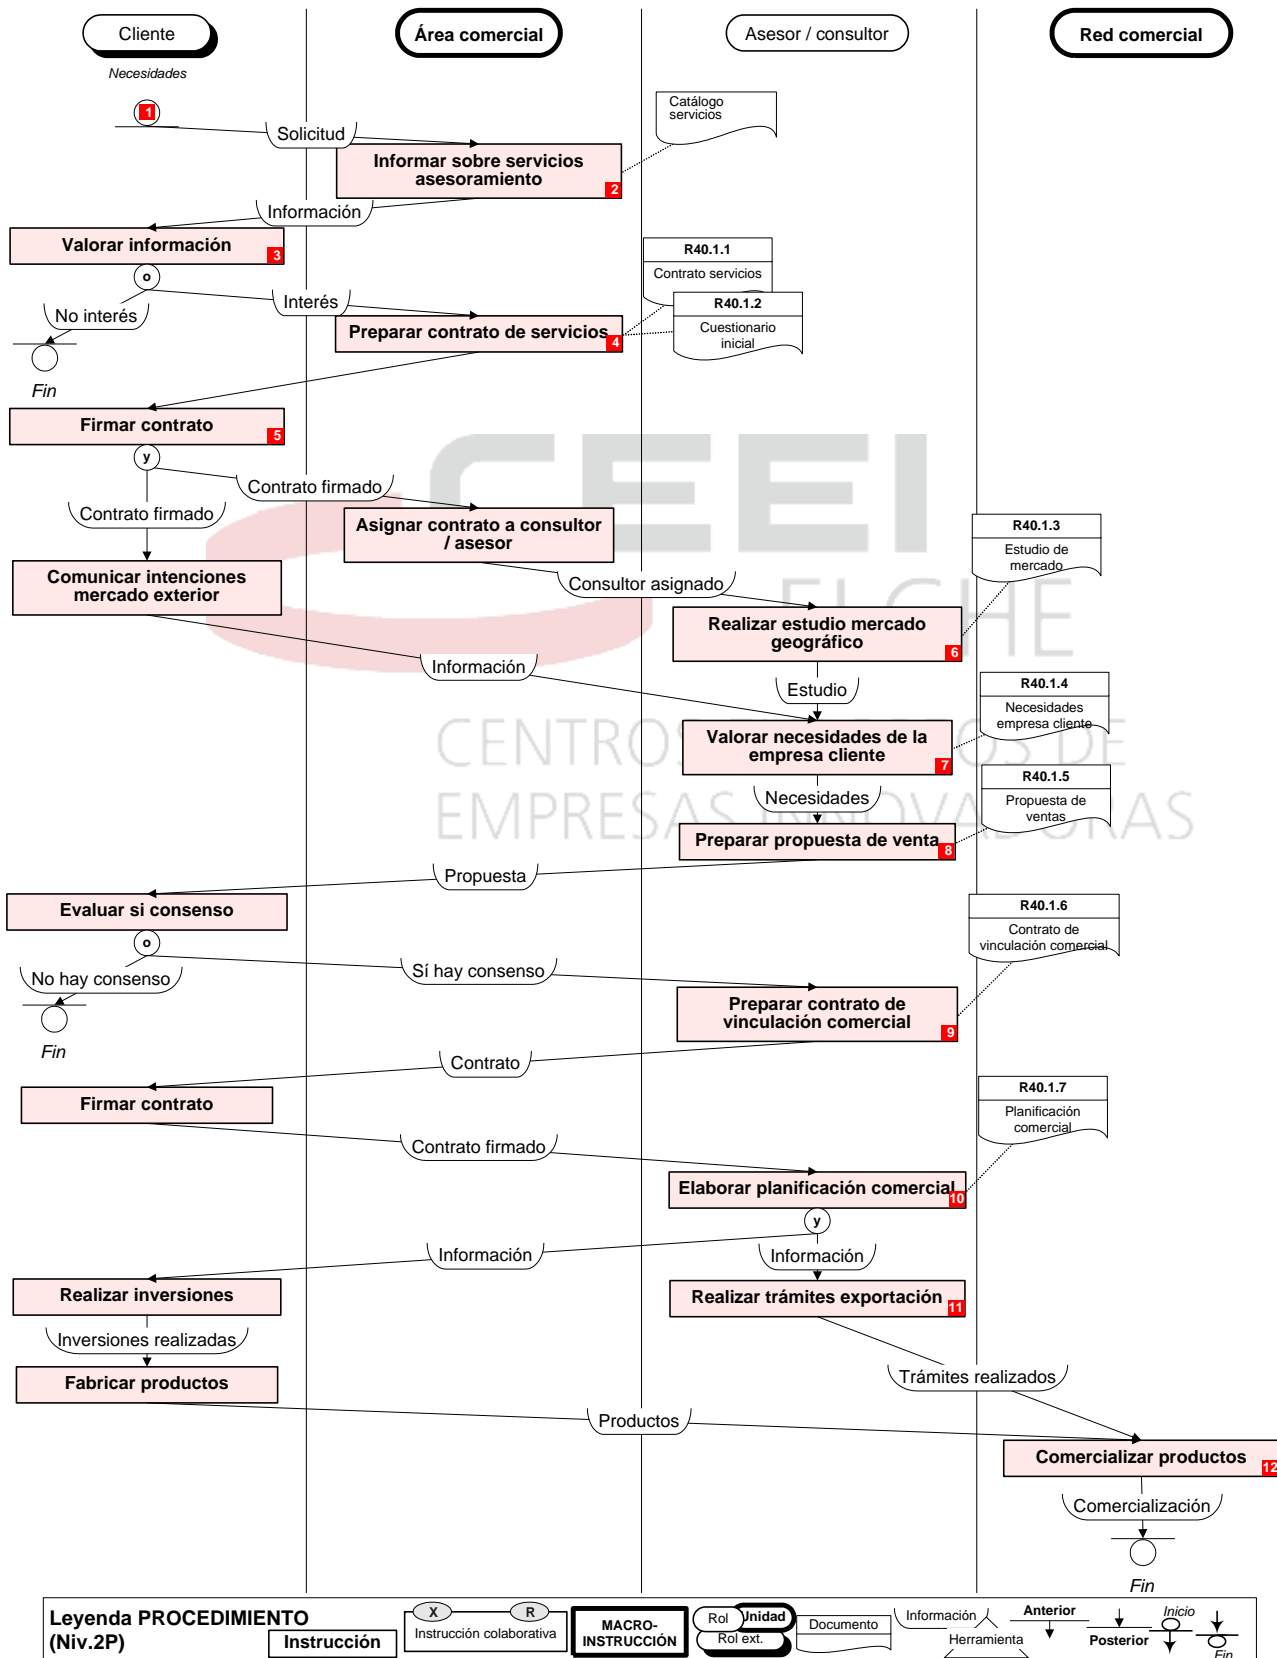 Cliente
Área comercial
Asesor / consultor
Red comercial
Necesidades
1
Catálogo
servicios
Solicitud
Informar sobre servicios
asesoramiento
2
Información
Valorar información
3
R40.1.1
Contrato servicios
o
Interés
R40.1.2
No interés
Preparar contrato de servicios
4
Cuestionario
inicial
Fin
Firmar contrato
5
y
Contrato firmado
Contrato firmado
Asignar contrato a consultor
/ asesor
R40.1.3
Estudio de
mercado
Comunicar intenciones
mercado exterior
Consultor asignado
CEEI
ELCHE
Realizar estudio mercado
geográfico
6
Información
Estudio
R40.1.4
Necesidades
empresa cliente
Valorar necesidades de la
empresa cliente
7
CENTROS
OS DE
EMPRESAS INNOVADORAS
R40.1.5
Propuesta de
ventas
Necesidades
Preparar propuesta de venta
8
Propuesta
Evaluar si consenso
R40.1.6
Contrato de
vinculación comercial
o
No hay consenso
Sí hay consenso
Preparar contrato de
vinculación comercial
9
Fin
Contrato
Firmar contrato
R40.1.7
Planificación
comercial
Contrato firmado
Elaborar planificación comercial
10
y
Información
Información
Realizar inversiones
Realizar trámites exportación
11
Inversiones realizadas
Fabricar productos
Trámites realizados
Productos
Comercializar productos
12
Comercialización
Fin
Leyenda PROCEDIMIENTO
(Niv.2P)
Instrucción
X
R
Instrucción colaborativa
MACRO-
INSTRUCCIÓN
Rol
Unidad
Rol ext.
Documento
Información
Herramienta
Anterior
Posterior
Inicio
Fin